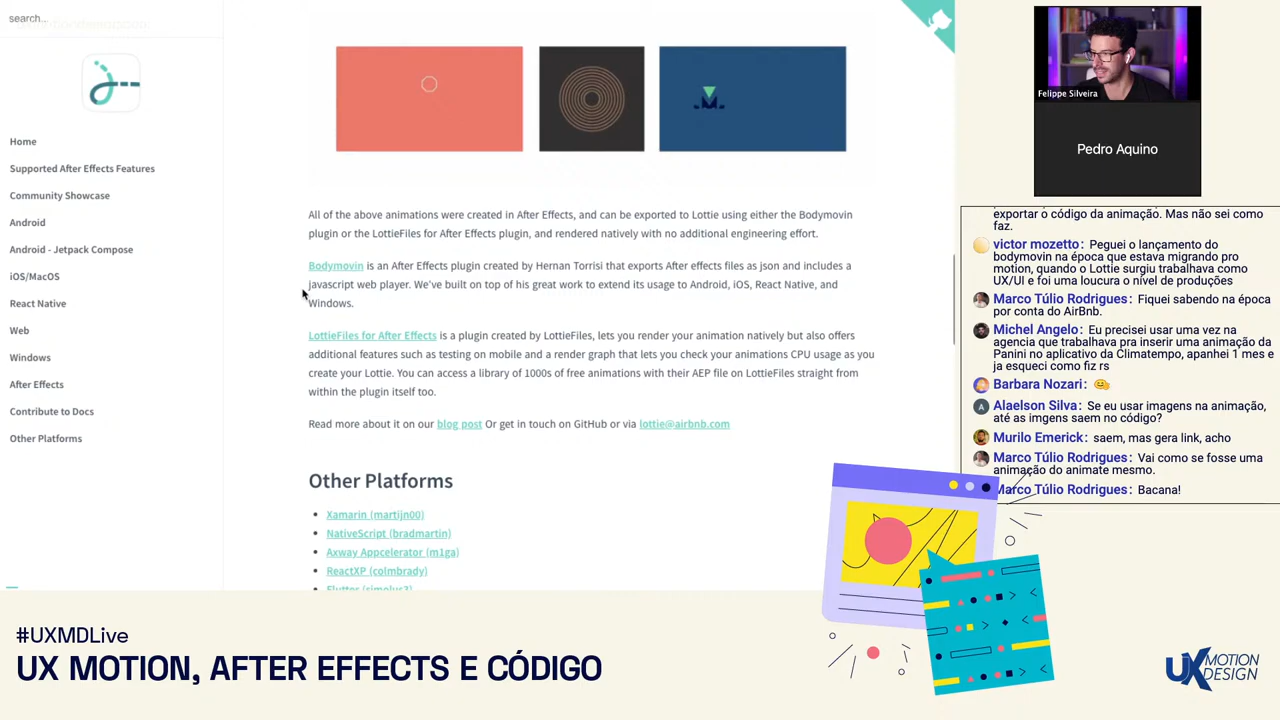 search...
Home
Supported After Effects Features
Community Showcase
Android
Android - Jetpack Compose
iOS/MacOS
React Native
Web
Windows
After Effects
Contribute to Docs
Other Platforms
All of the above animations were created in After Effects, and can be exported to Lottie using either the Bodymovin
plugin or the LottieFiles for After Effects plugin, and rendered natively with no additional engineering effort.
Bodymovin is an After Effects plugin created by Hernan Torrisi that exports After effects files as json and includes a
javascript web player. We've built on top of his great work to extend its usage to Android, iOS, React Native, and
Windows.
LottieFiles for After Effects is a plugin created by LottieFiles, lets you render your animation natively but also offers
additional features such as testing on mobile and a render graph that lets you check your animations CPU usage as you
create your Lottie. You can access a library of 1000s of free animations with their AEP file on LottieFiles straight from
within the plugin itself too.
Read more about it on our blog post Or get in touch on GitHub or via lottie@airbnb.com
Other Platforms
Xamarin (martijn00)
NativeScript (bradmartin)
Axway Appcelerator (m1ga)
ReactXP (colmbrady)
Felippe Silveira
Pedro Aquino
exportar o código da animação. Mas não sei como
faz.
victor mozetto: Peguei o lançamento do
bodymovin na época que estava migrando pro
motion, quando o Lottie surgiu trabalhava como
UX/UI e foi uma loucura o nível de produções
Marco Túlio Rodrigues: Fiquei sabendo na época
por conta do AirBnb.
Michel Angelo: Eu precisei usar uma vez na
agencia que trabalhava pra inserir uma animação da
Panini no aplicativo da Climatempo, apanhei 1 mes e
ja esqueci como fiz rs
Barbara Nozari:
A
Alaelson Silva: Se eu usar imagens na animação,
até as imgens saem no código?
Murilo Emerick: saem, mas gera link, acho
Marco Túlio Rodrigues: Vai como se fosse uma
animação do animate mesmo.
Marco Túlio Rodrigues: Bacana!
#UXMDLive
UX MOTION, AFTER EFFECTS E CÓDIGO
UX MOTION
DESIGN